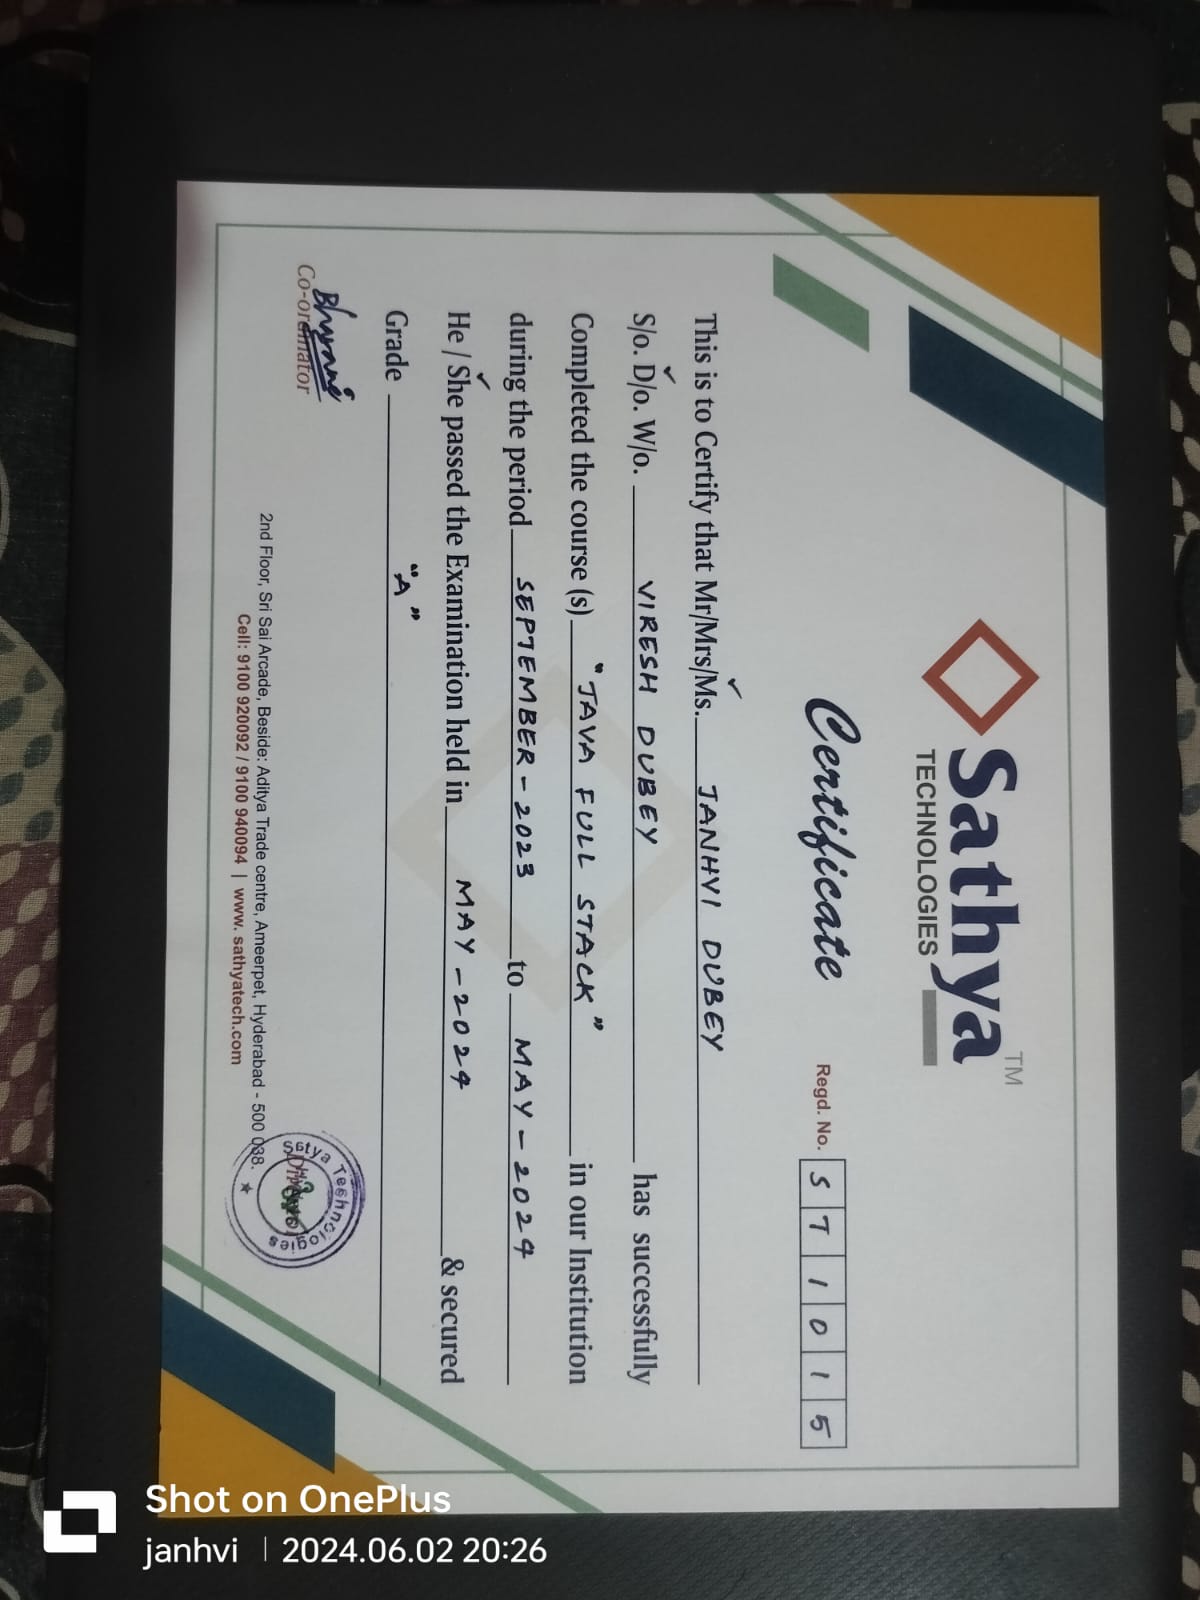 Sathya TM
TECHNOLOGIES
Certificate
Regd. No. S T 1 0 1 5
This is to Certify that Mr/Mrs/Ms. JANHVI DUBEY
S/o. D/o. W/o. VIRESH DUBEY has successfully
Completed the course (s) "JAVA FULL STACK" in our Institution
during the period SEPTEMBER - 2023 to MAY - 2024
He / She passed the Examination held in MAY - 2024 & secured
Grade "A"
Bharani
Co-ordinator
Satya Technologies
Director
2nd Floor, Sri Sai Arcade, Beside: Aditya Trade centre, Ameerpet, Hyderabad - 500 038.
Cell: 9100 920092 / 9100 940094 | www. sathyatech.com
Shot on OnePlus
janhvi | 2024.06.02 20:26